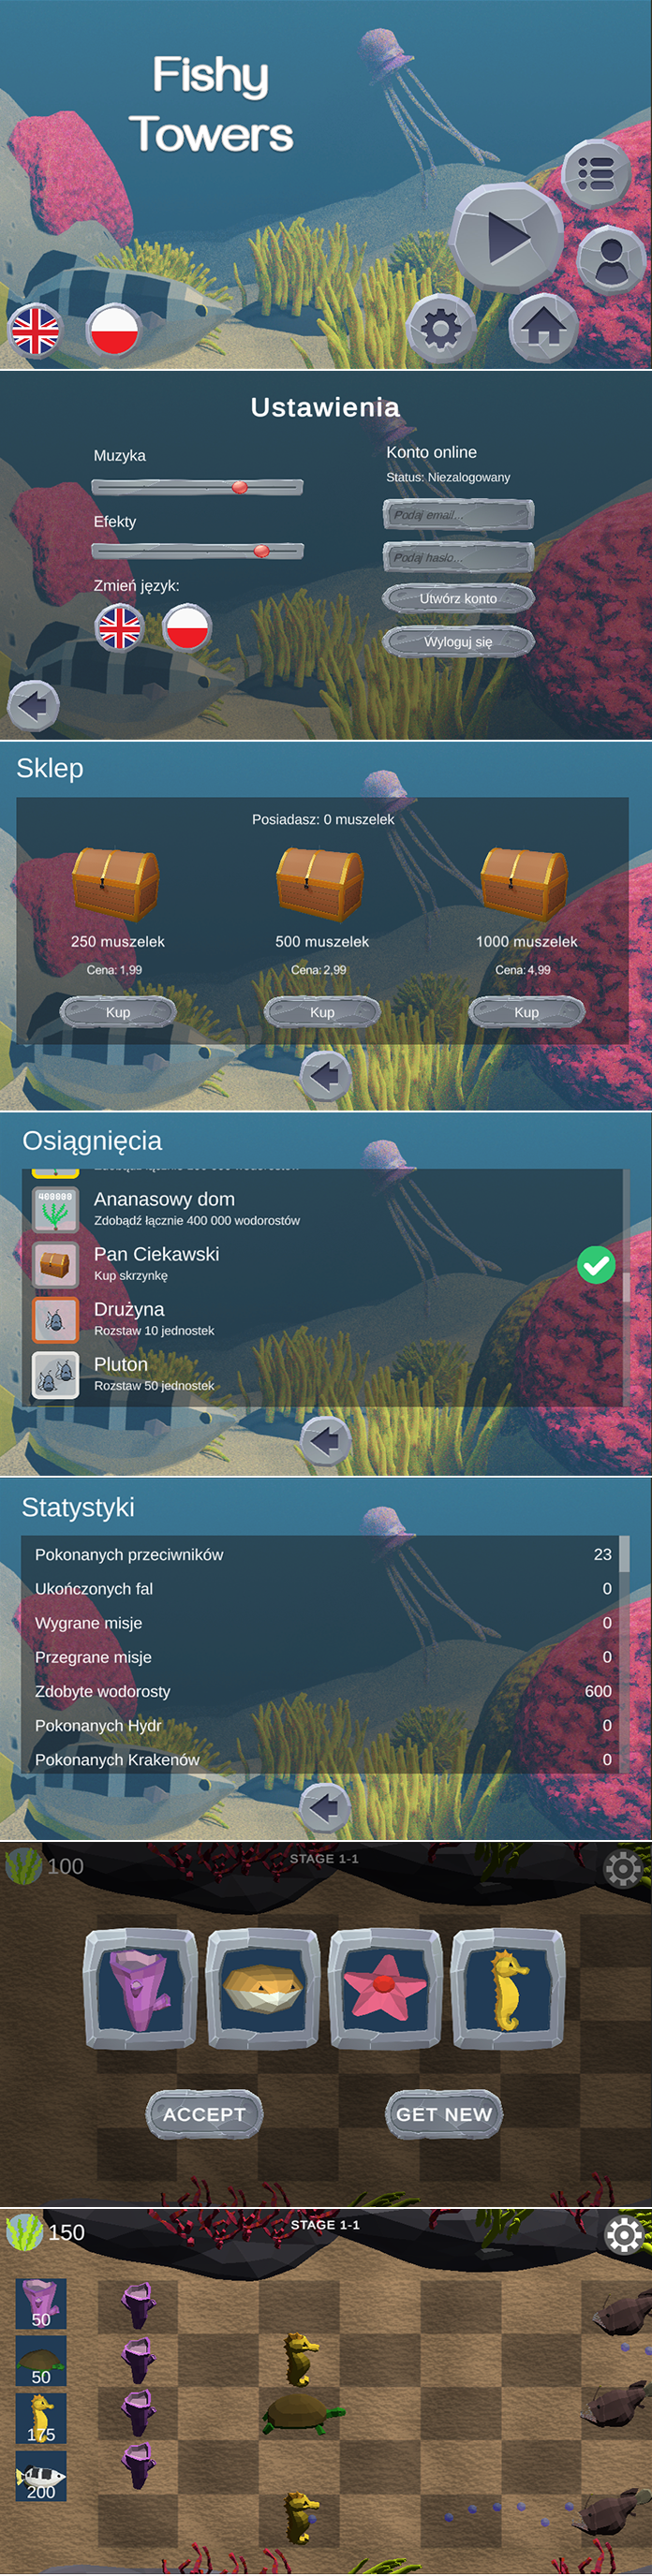 Fishy
Towers
Ustawienia
Muzyka
Efekty
Zmień język:
Konto online
Status: Niezalogowany
Podaj email...
Podaj hasło...
Utwórz konto
Wyloguj się
Sklep
Posiadasz: 0 muszelek
250 muszelek
500 muszelek
1000 muszelek
Cena: 1,99
Cena: 2,99
Cena: 4,99
Kup
Kup
Kup
Osiągnięcia
400000
Ananasowy dom
Zdobądź łącznie 400 000 wodorostów
Pan Ciekawski
Kup skrzynkę
Drużyna
Rozstaw 10 jednostek
Pluton
Rozstaw 50 jednostek
Statystyki
Pokonanych przeciwników 23
Ukończonych fal 0
Wygrane misje 0
Przegrane misje 0
Zdobyte wodorosty 600
Pokonanych Hydr 0
Pokonanych Krakenów 0
100
STAGE 1-1
ACCEPT
GET NEW
150
STAGE 1-1
50
50
175
200